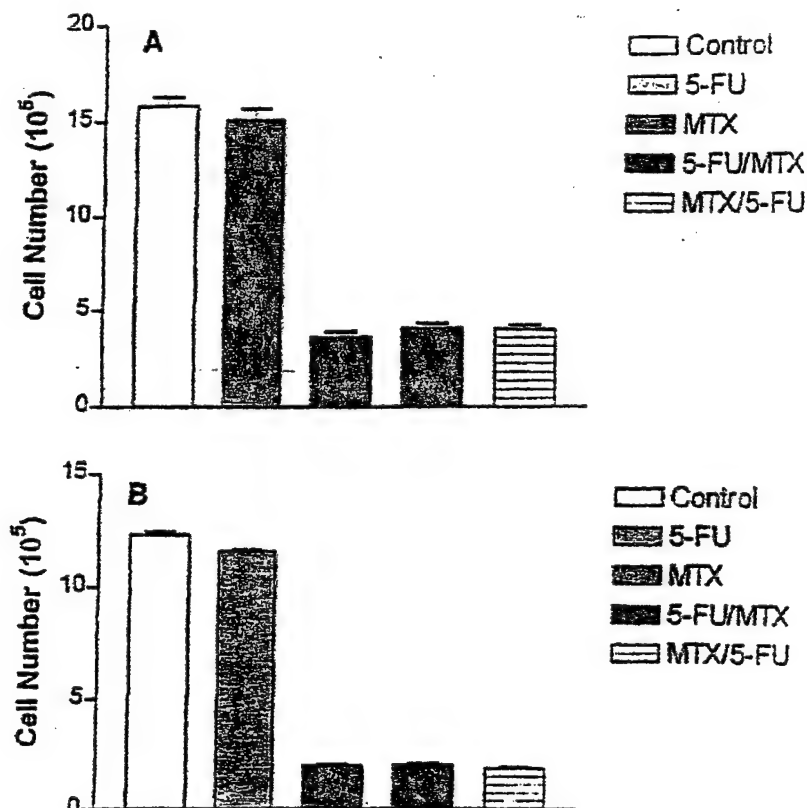 A
20
15
10
5
0
Cell Number (10⁵)
Control
5-FU
MTX
5-FU/MTX
MTX/5-FU
B
15
10
5
0
Cell Number (10⁵)
Control
5-FU
MTX
5-FU/MTX
MTX/5-FU